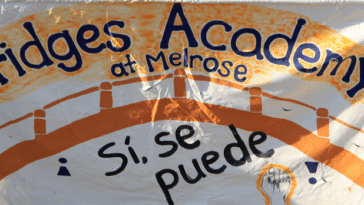 ridges Academy
at Melrose
Sí, se
puede!